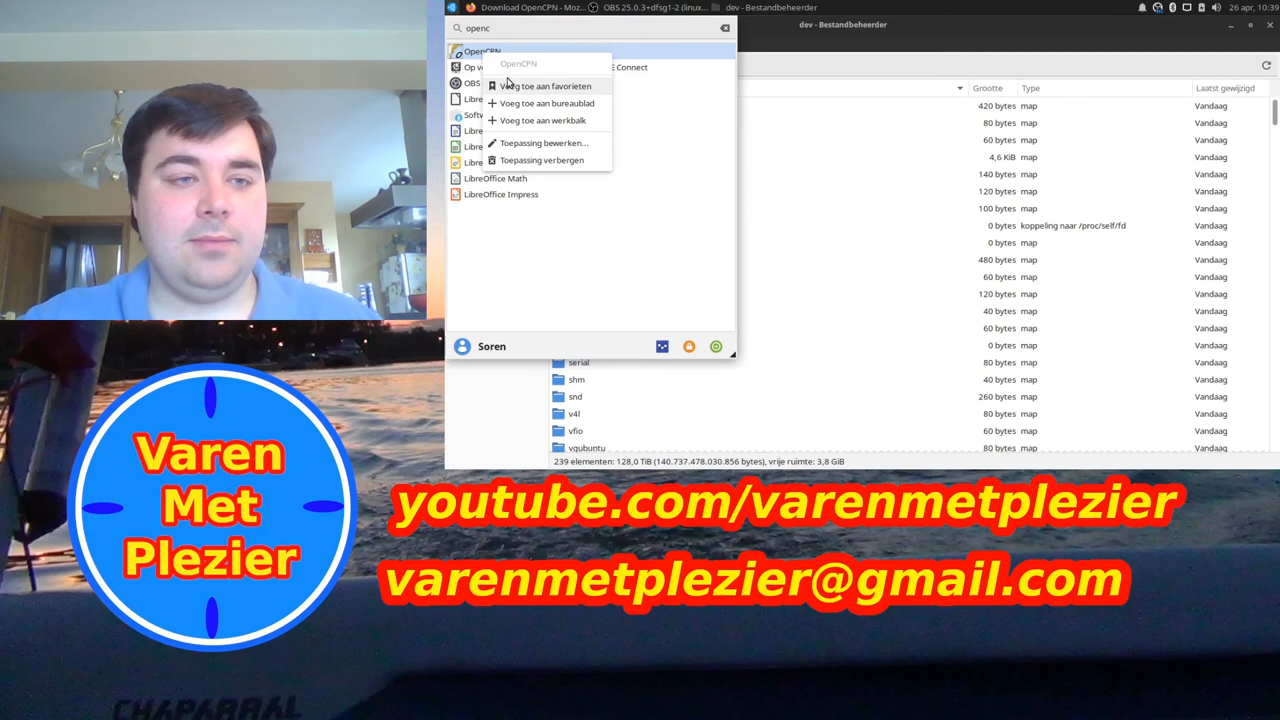 Download OpenCPN - Moz...
OBS 25.0.3+dfsg1-2 (linux...
dev - Bestandbeheerder
26 apr, 10:39
openc
dev - Bestandbeheerder
OpenCPN
OpenCPN
Connect
Voeg toe aan favorieten
OBS
Voeg toe aan bureaublad
Voeg toe aan werkbalk
Toepassing bewerken...
Toepassing verbergen
LibreOffice Math
LibreOffice Impress
Soren
Grootte Type Laatst gewijzigd
420 bytes map Vandaag
80 bytes map Vandaag
60 bytes map Vandaag
4,6 KiB map Vandaag
140 bytes map Vandaag
120 bytes map Vandaag
100 bytes map Vandaag
0 bytes koppeling naar /proc/self/fd Vandaag
0 bytes map Vandaag
480 bytes map Vandaag
60 bytes map Vandaag
120 bytes map Vandaag
40 bytes map Vandaag
60 bytes map Vandaag
0 bytes map Vandaag
serial 80 bytes map Vandaag
shm 40 bytes map Vandaag
snd 260 bytes map Vandaag
v4l 80 bytes map Vandaag
vfio 60 bytes map Vandaag
vgubuntu 80 bytes map Vandaag
239 elementen: 128,0 TiB (140.737.478.030.856 bytes), vrije ruimte: 3,8 GiB
Varen
Met
Plezier
youtube.com/varenmetplezier
varenmetplezier@gmail.com
CHAPARRAL